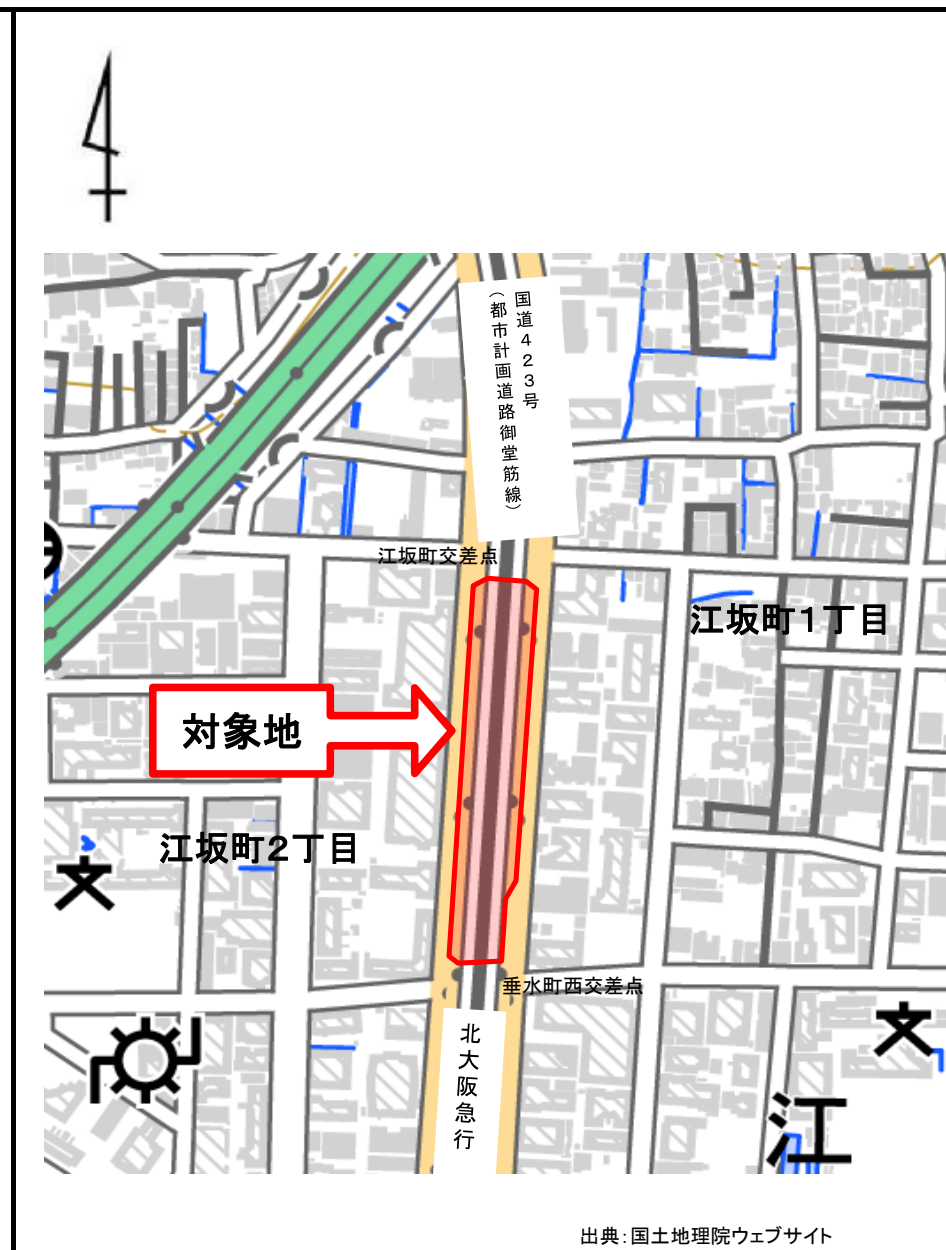 国道423号
(都市計画道路御堂筋線)
江坂町交差点
江坂町1丁目
対象地
江坂町2丁目
垂水町西交差点
北大阪急行
江
出典:国土地理院ウェブサイト